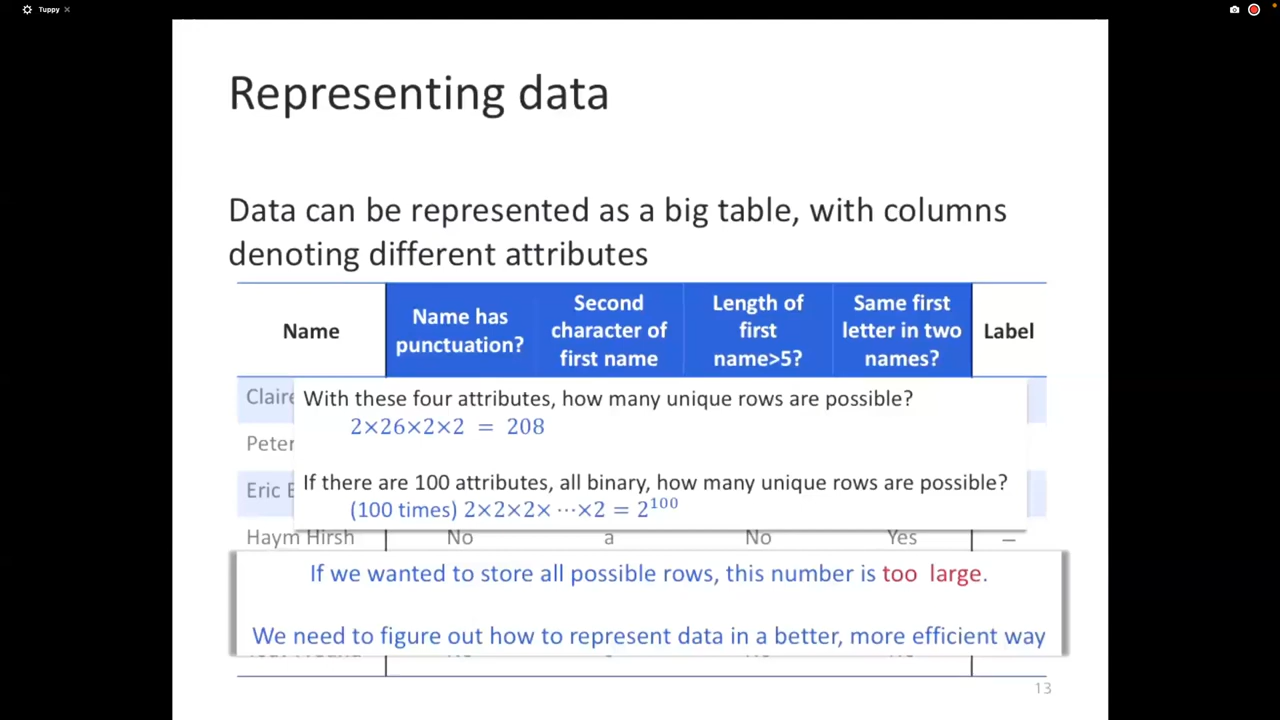 Tuppy
Representing data
Data can be represented as a big table, with columns
denoting different attributes
Name
Name has
punctuation?
Second
character of
first name
Length of
first
name>5?
Same first
letter in two
names?
Label
Claire
Peter
Eric
With these four attributes, how many unique rows are possible?
2×26×2×2 = 208
If there are 100 attributes, all binary, how many unique rows are possible?
(100 times) 2×2×2× ⋯×2 = 2¹⁰⁰
Haym Hirsh No a No Yes –
If we wanted to store all possible rows, this number is too large.
We need to figure out how to represent data in a better, more efficient way
13